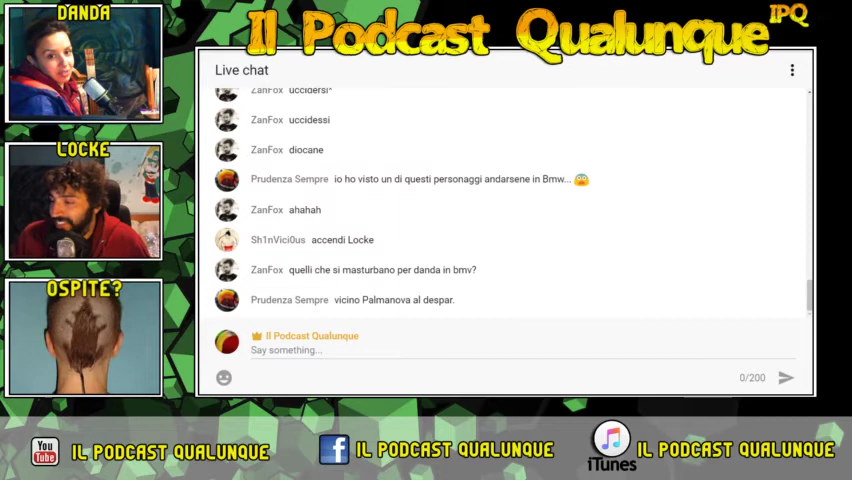 DANDA
Il Podcast Qualunque IPQ
Live chat
ZanFox uccidersi*
ZanFox uccidessi
LOCKE
ZanFox diocane
Prudenza Sempre io ho visto un di questi personaggi andarsene in Bmw...
ZanFox ahahah
Sh1nVici0us accendi Locke
ZanFox quelli che si masturbano per danda in bmv?
OSPITE?
Prudenza Sempre vicino Palmanova al despar.
Il Podcast Qualunque
Say something...
0/200
You Tube IL PODCAST QUALUNQUE
f IL PODCAST QUALUNQUE
iTunes IL PODCAST QUALUNQUE